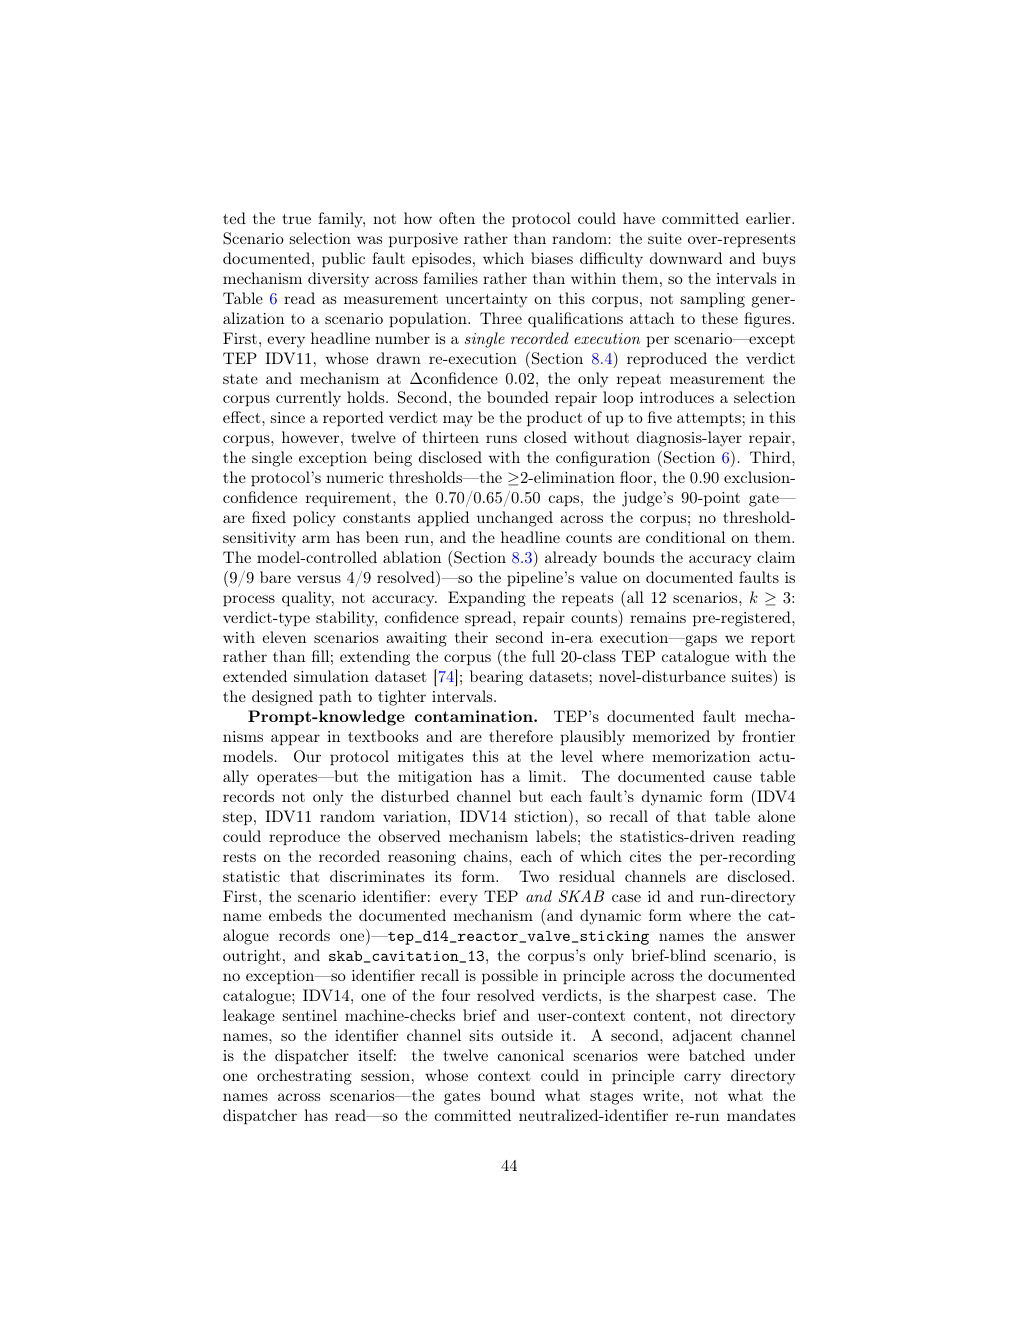 ted the true family, not how often the protocol could have committed earlier.
Scenario selection was purposive rather than random: the suite over-represents
documented, public fault episodes, which biases difficulty downward and buys
mechanism diversity across families rather than within them, so the intervals in
Table 6 read as measurement uncertainty on this corpus, not sampling gener-
alization to a scenario population. Three qualifications attach to these figures.
First, every headline number is a single recorded execution per scenario—except
TEP IDV11, whose drawn re-execution (Section 8.4) reproduced the verdict
state and mechanism at Δconfidence 0.02, the only repeat measurement the
corpus currently holds. Second, the bounded repair loop introduces a selection
effect, since a reported verdict may be the product of up to five attempts; in this
corpus, however, twelve of thirteen runs closed without diagnosis-layer repair,
the single exception being disclosed with the configuration (Section 6). Third,
the protocol's numeric thresholds—the ≥2-elimination floor, the 0.90 exclusion-
confidence requirement, the 0.70/0.65/0.50 caps, the judge's 90-point gate—
are fixed policy constants applied unchanged across the corpus; no threshold-
sensitivity arm has been run, and the headline counts are conditional on them.
The model-controlled ablation (Section 8.3) already bounds the accuracy claim
(9/9 bare versus 4/9 resolved)—so the pipeline's value on documented faults is
process quality, not accuracy. Expanding the repeats (all 12 scenarios, k ≥ 3:
verdict-type stability, confidence spread, repair counts) remains pre-registered,
with eleven scenarios awaiting their second in-era execution—gaps we report
rather than fill; extending the corpus (the full 20-class TEP catalogue with the
extended simulation dataset [74]; bearing datasets; novel-disturbance suites) is
the designed path to tighter intervals.
Prompt-knowledge contamination. TEP's documented fault mecha-
nisms appear in textbooks and are therefore plausibly memorized by frontier
models. Our protocol mitigates this at the level where memorization actu-
ally operates—but the mitigation has a limit. The documented cause table
records not only the disturbed channel but each fault's dynamic form (IDV4
step, IDV11 random variation, IDV14 stiction), so recall of that table alone
could reproduce the observed mechanism labels; the statistics-driven reading
rests on the recorded reasoning chains, each of which cites the per-recording
statistic that discriminates its form. Two residual channels are disclosed.
First, the scenario identifier: every TEP and SKAB case id and run-directory
name embeds the documented mechanism (and dynamic form where the cat-
alogue records one)—tep_d14_reactor_valve_sticking names the answer
outright, and skab_cavitation_13, the corpus's only brief-blind scenario, is
no exception—so identifier recall is possible in principle across the documented
catalogue; IDV14, one of the four resolved verdicts, is the sharpest case. The
leakage sentinel machine-checks brief and user-context content, not directory
names, so the identifier channel sits outside it. A second, adjacent channel
is the dispatcher itself: the twelve canonical scenarios were batched under
one orchestrating session, whose context could in principle carry directory
names across scenarios—the gates bound what stages write, not what the
dispatcher has read—so the committed neutralized-identifier re-run mandates
44